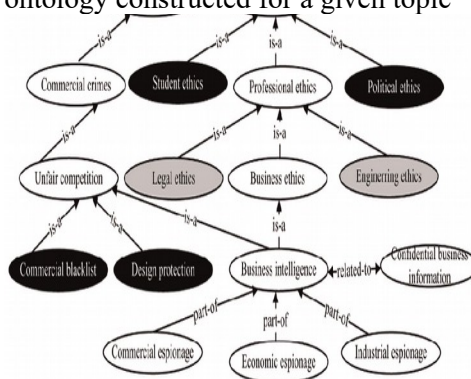 ontology constructed for a given topic
is-a
is-a
is-a
is-a
Commercial crimes
Student ethics
Professional ethics
Political ethics
is-a
is-a
is-a
is-a
Unfair competition
Legal ethics
Business ethics
Enginerring ethics
is-a
is-a
is-a
is-a
Commercial blacklist
Design protection
Business intelligence
related-to
Confidential business
information
part-of
part-of
part-of
Commercial espionage
Economic espionage
Industrial espionage